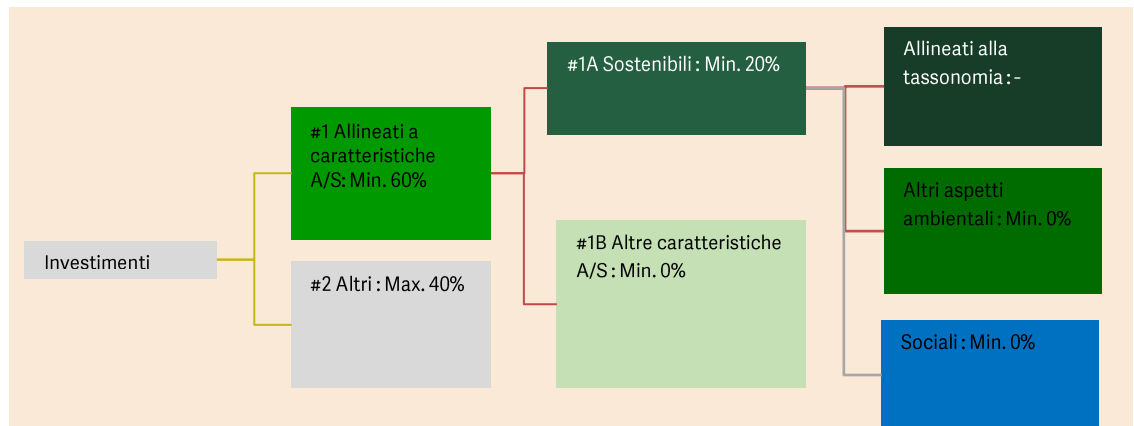 Investimenti
#1 Allineati a
caratteristiche
A/S: Min. 60%
#2 Altri : Max. 40%
#1A Sostenibili : Min. 20%
#1B Altre caratteristiche
A/S : Min. 0%
Allineati alla
tassonomia : -
Altri aspetti
ambientali : Min. 0%
Sociali : Min. 0%